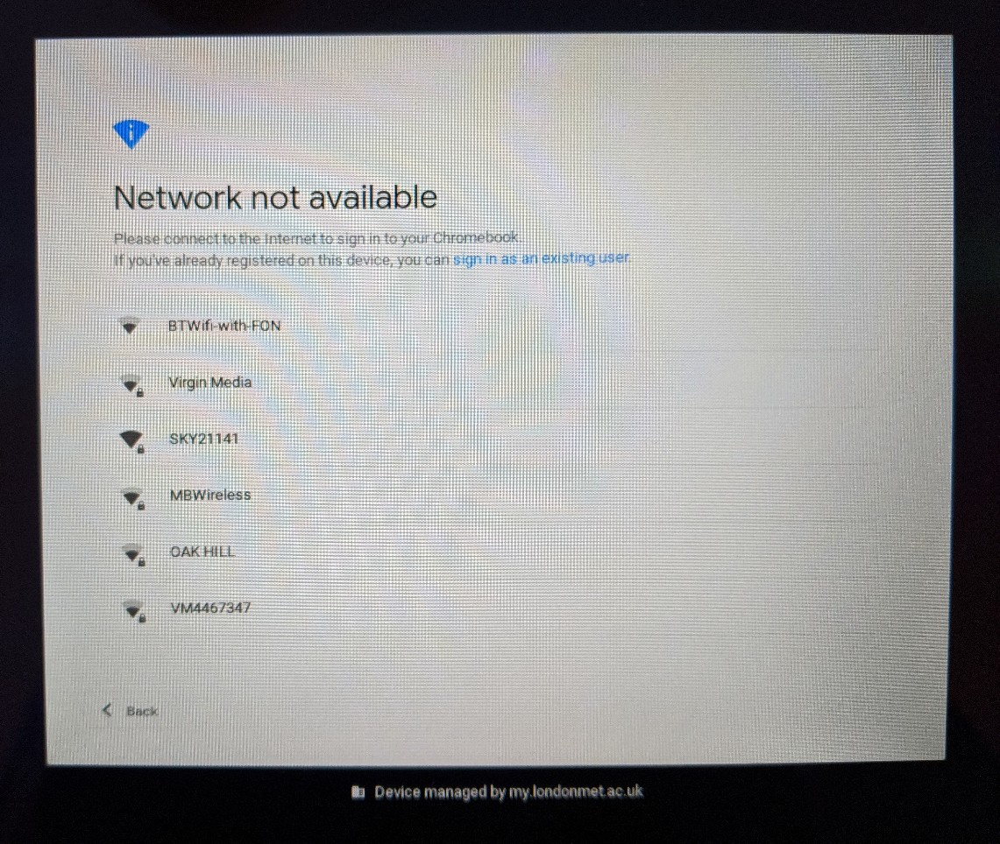 Network not available
Please connect to the Internet to sign in to your Chromebook.
If you've already registered on this device, you can sign in as an existing user.
BTWifi-with-FON
Virgin Media
SKY21141
MBWireless
OAK HILL
VM4467347
Back
Device managed by my.londonmet.ac.uk